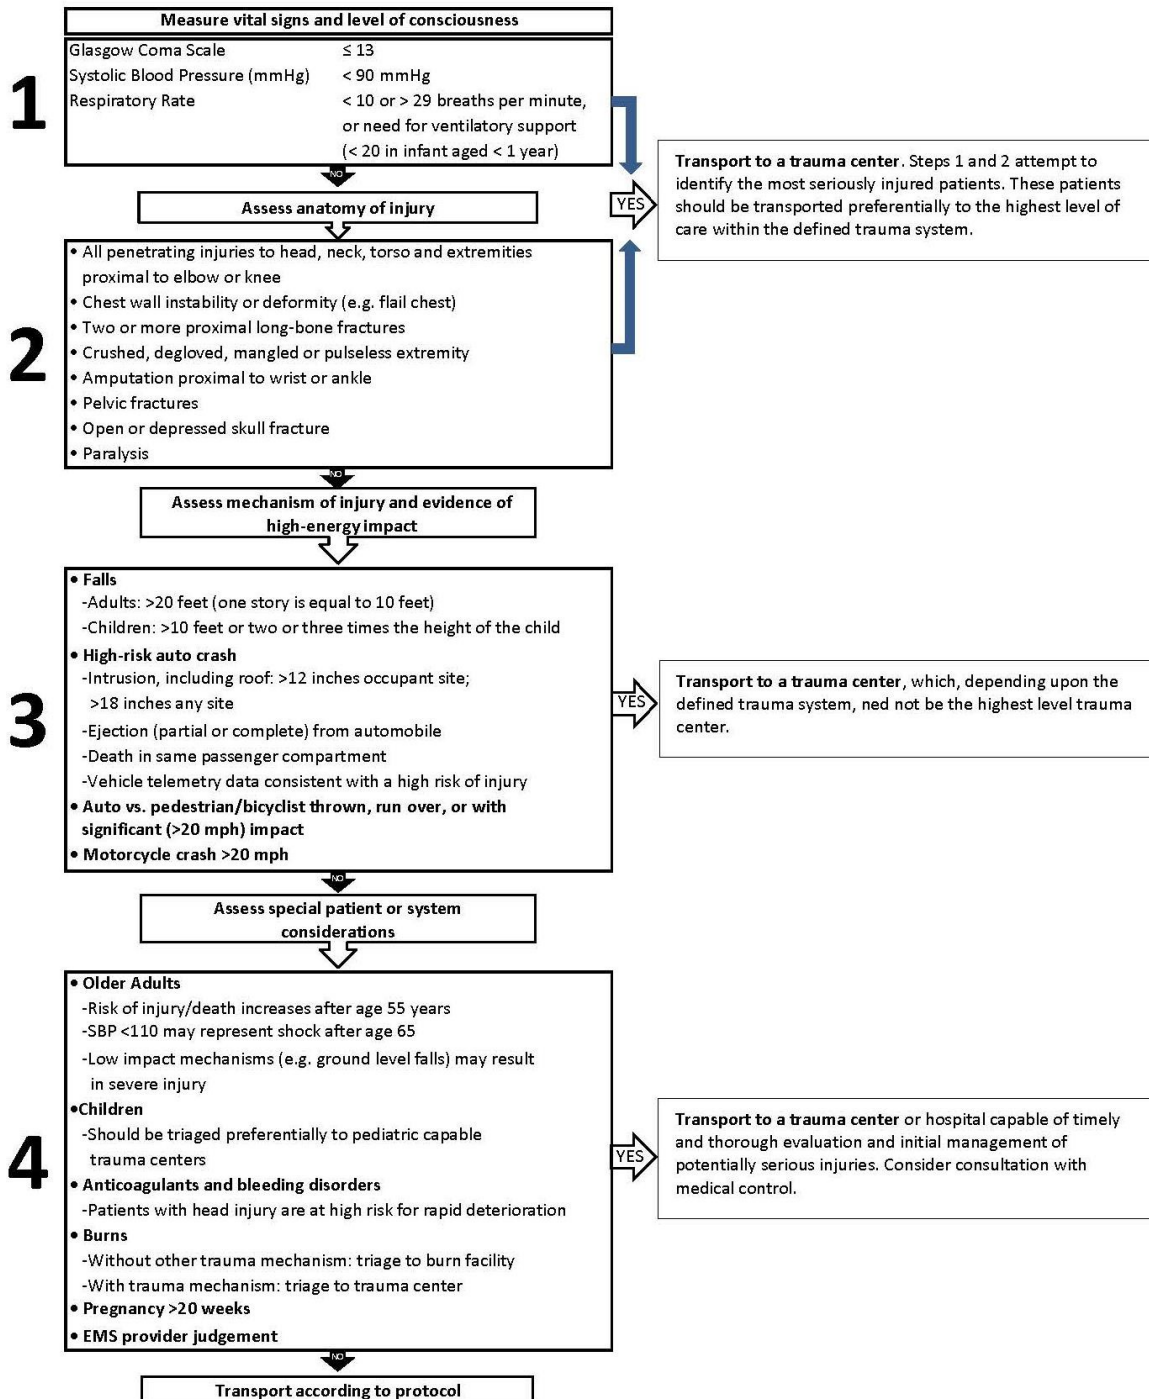 Measure vital signs and level of consciousness
1
Glasgow Coma Scale ≤ 13
Systolic Blood Pressure (mmHg) < 90 mmHg
Respiratory Rate < 10 or > 29 breaths per minute,
or need for ventilatory support
(< 20 in infant aged < 1 year)
NO
YES
Transport to a trauma center. Steps 1 and 2 attempt to
identify the most seriously injured patients. These patients
should be transported preferentially to the highest level of
care within the defined trauma system.
Assess anatomy of injury
2
• All penetrating injuries to head, neck, torso and extremities
proximal to elbow or knee
• Chest wall instability or deformity (e.g. flail chest)
• Two or more proximal long-bone fractures
• Crushed, degloved, mangled or pulseless extremity
• Amputation proximal to wrist or ankle
• Pelvic fractures
• Open or depressed skull fracture
• Paralysis
NO
Assess mechanism of injury and evidence of
high-energy impact
3
• Falls
-Adults: >20 feet (one story is equal to 10 feet)
-Children: >10 feet or two or three times the height of the child
• High-risk auto crash
-Intrusion, including roof: >12 inches occupant site;
>18 inches any site
-Ejection (partial or complete) from automobile
-Death in same passenger compartment
-Vehicle telemetry data consistent with a high risk of injury
• Auto vs. pedestrian/bicyclist thrown, run over, or with
significant (>20 mph) impact
• Motorcycle crash >20 mph
YES
Transport to a trauma center, which, depending upon the
defined trauma system, ned not be the highest level trauma
center.
NO
Assess special patient or system
considerations
4
• Older Adults
-Risk of injury/death increases after age 55 years
-SBP <110 may represent shock after age 65
-Low impact mechanisms (e.g. ground level falls) may result
in severe injury
•Children
-Should be triaged preferentially to pediatric capable
trauma centers
• Anticoagulants and bleeding disorders
-Patients with head injury are at high risk for rapid deterioration
• Burns
-Without other trauma mechanism: triage to burn facility
-With trauma mechanism: triage to trauma center
• Pregnancy >20 weeks
• EMS provider judgement
YES
Transport to a trauma center or hospital capable of timely
and thorough evaluation and initial management of
potentially serious injuries. Consider consultation with
medical control.
NO
Transport according to protocol